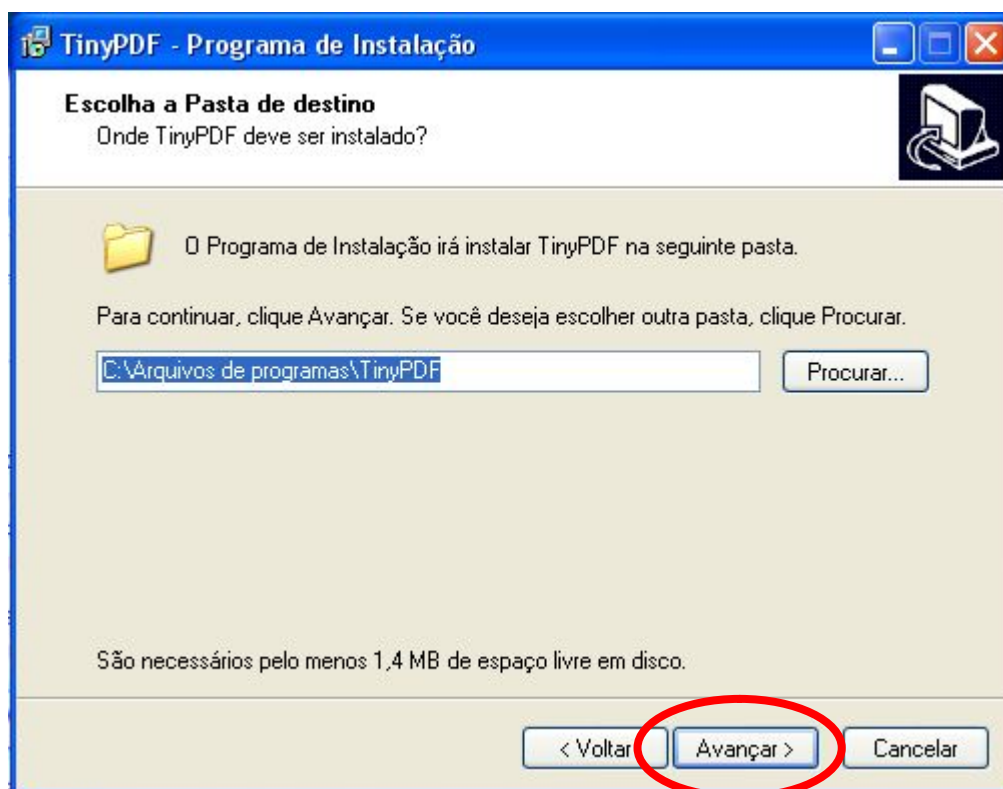 TinyPDF - Programa de Instalação
Escolha a Pasta de destino
Onde TinyPDF deve ser instalado?
O Programa de Instalação irá instalar TinyPDF na seguinte pasta.
Para continuar, clique Avançar. Se você deseja escolher outra pasta, clique Procurar.
C:\Arquivos de programas\TinyPDF
Procurar...
São necessários pelo menos 1,4 MB de espaço livre em disco.
< Voltar Avançar > Cancelar